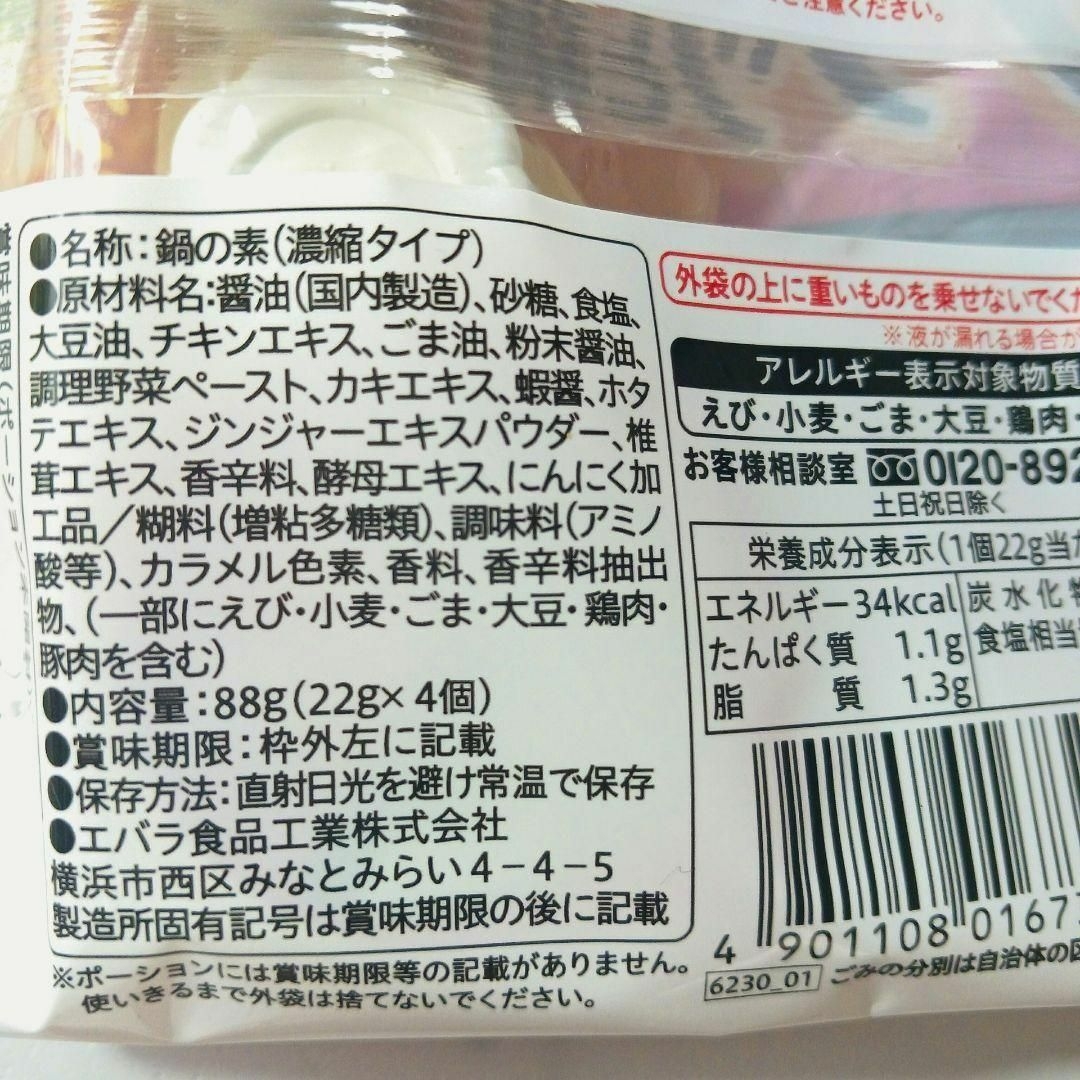 ご注意ください。
●名称:鍋の素(濃縮タイプ)
●原材料名:醤油(国内製造)、砂糖、食塩、
大豆油、チキンエキス、ごま油、粉末醤油、
調理野菜ペースト、カキエキス、蝦醤、ホタ
テエキス、ジンジャーエキスパウダー、椎
茸エキス、香辛料、酵母エキス、にんにく加
工品/糊料(増粘多糖類)、調味料(アミノ
酸等)、カラメル色素、香料、香辛料抽出
物、(一部にえび・小麦・ごま・大豆・鶏肉・
豚肉を含む)
●内容量:88g(22g×4個)
●賞味期限:枠外左に記載
●保存方法:直射日光を避け常温で保存
●エバラ食品工業株式会社
横浜市西区みなとみらい4-4-5
製造所固有記号は賞味期限の後に記載
※ポーションには賞味期限等の記載がありません。
使いきるまで外袋は捨てないでください。
賞味期限(ポーション
外袋の上に重いものを乗せないでくだ
※液が漏れる場合が
アレルギー表示対象物質
えび・小麦・ごま・大豆・鶏肉・
お客様相談室 0120-892
土日祝日除く
栄養成分表示(1個22g当た
エネルギー 34kcal 炭水化物
たんぱく質 1.1g 食塩相当
脂質 1.3g
4 901108 0167
6230_01 ごみの分別は自治体の区